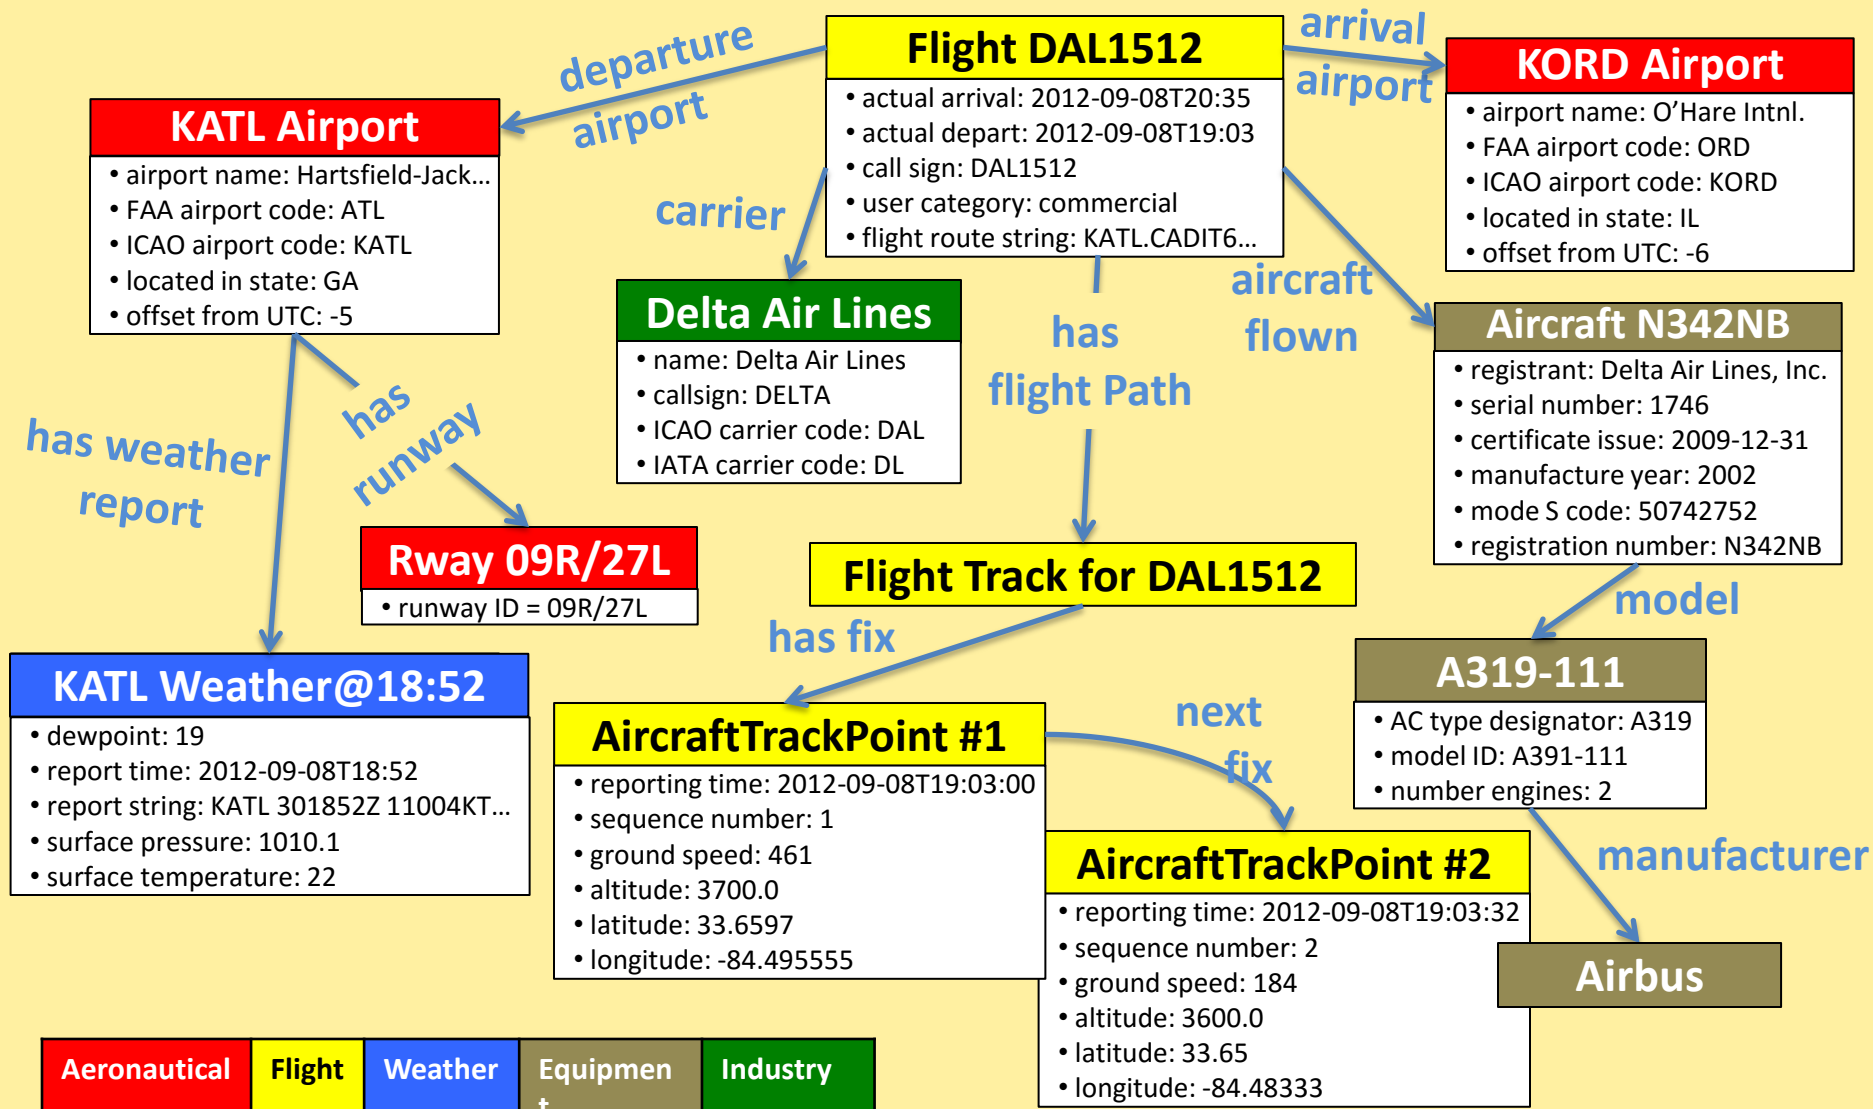 departure
airport
Flight DAL1512
• actual arrival: 2012-09-08T20:35
• actual depart: 2012-09-08T19:03
• call sign: DAL1512
• user category: commercial
• flight route string: KATL.CADIT6...
arrival
airport
KORD Airport
• airport name: O’Hare Intnl.
• FAA airport code: ORD
• ICAO airport code: KORD
• located in state: IL
• offset from UTC: -6
KATL Airport
• airport name: Hartsfield-Jack...
• FAA airport code: ATL
• ICAO airport code: KATL
• located in state: GA
• offset from UTC: -5
carrier
Delta Air Lines
• name: Delta Air Lines
• callsign: DELTA
• ICAO carrier code: DAL
• IATA carrier code: DL
has
flight Path
aircraft
flown
Aircraft N342NB
• registrant: Delta Air Lines, Inc.
• serial number: 1746
• certificate issue: 2009-12-31
• manufacture year: 2002
• mode S code: 50742752
• registration number: N342NB
has weather
report
has
runway
Rway 09R/27L
• runway ID = 09R/27L
Flight Track for DAL1512
model
has fix
KATL Weather@18:52
• dewpoint: 19
• report time: 2012-09-08T18:52
• report string: KATL 301852Z 11004KT...
• surface pressure: 1010.1
• surface temperature: 22
AircraftTrackPoint #1
• reporting time: 2012-09-08T19:03:00
• sequence number: 1
• ground speed: 461
• altitude: 3700.0
• latitude: 33.6597
• longitude: -84.495555
next
fix
A319-111
• AC type designator: A319
• model ID: A391-111
• number engines: 2
manufacturer
AircraftTrackPoint #2
• reporting time: 2012-09-08T19:03:32
• sequence number: 2
• ground speed: 184
• altitude: 3600.0
• latitude: 33.65
• longitude: -84.48333
Airbus
Aeronautical
Flight
Weather
Equipmen
t
Industry